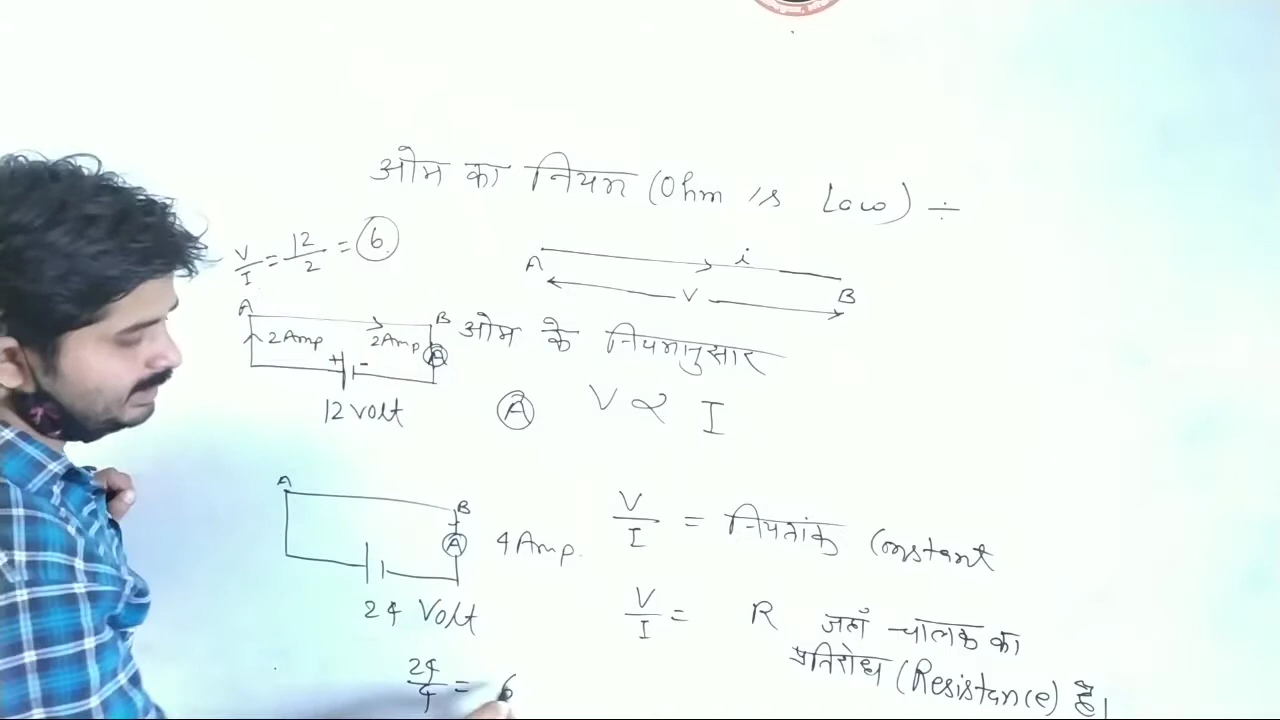 ओम का नियम (Ohm 's Law) ÷
V/I = 12/2 = 6
A i
V B
A B
2Amp 2Amp A
+ -
12 Volt
ओम के नियमानुसार
A V ∝ I
A B
A 4 Amp.
24 Volt
24/4 = 6
V/I = नियतांक Constant
V/I = R जहाँ चालक का
प्रतिरोध (Resistance) है।